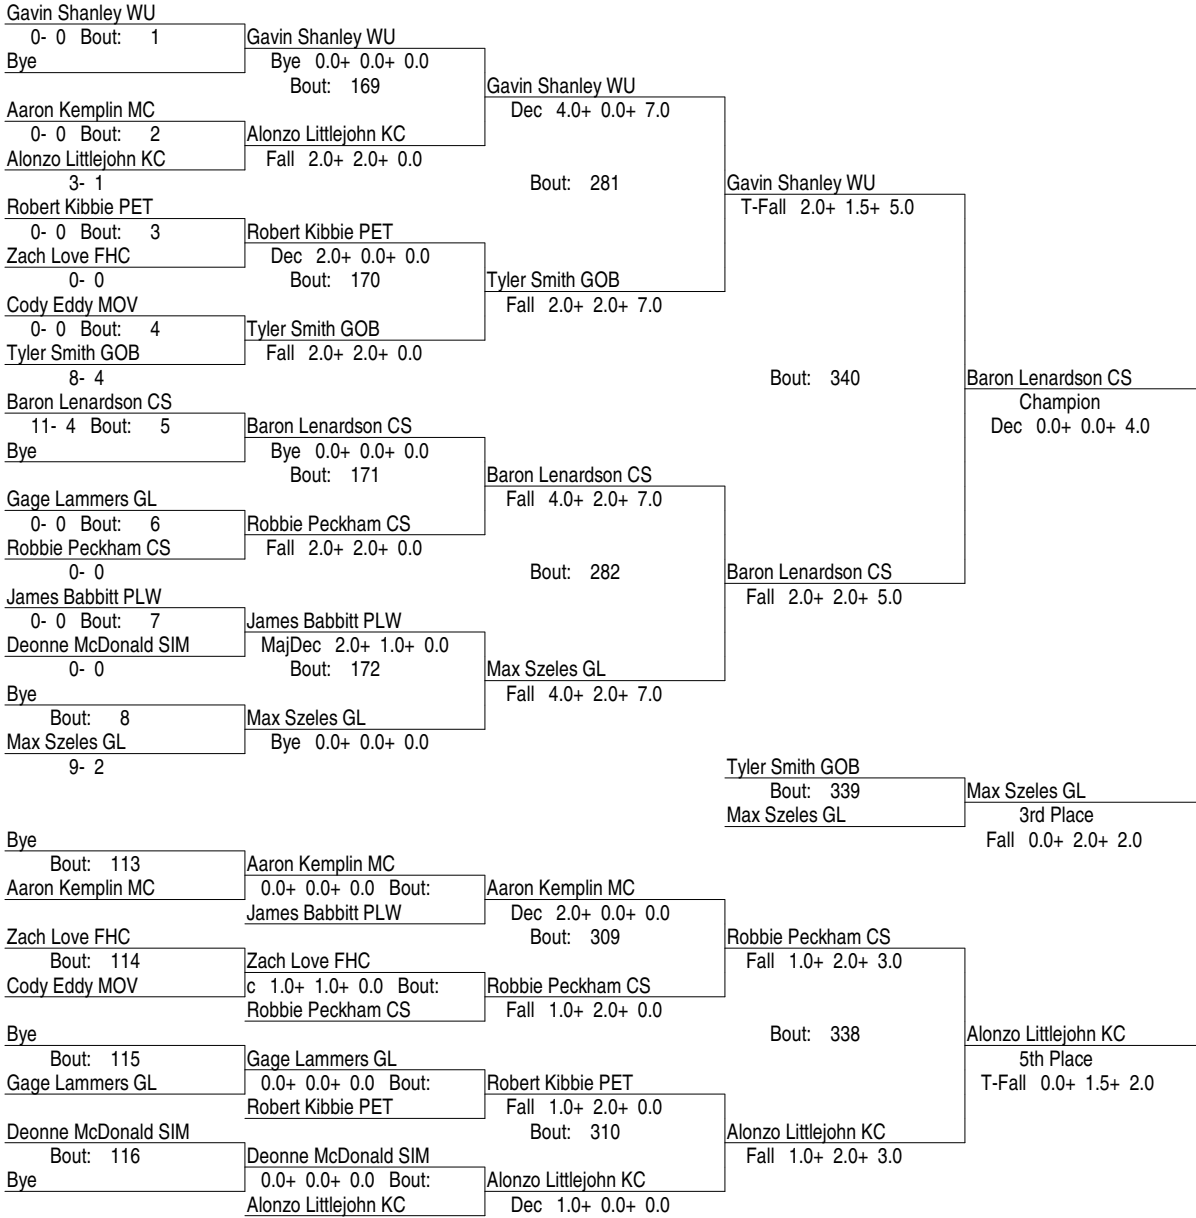 Gavin Shanley WU
0- 0 Bout: 1
Bye
Gavin Shanley WU
Bye 0.0+ 0.0+ 0.0
Bout: 169
Aaron Kemplin MC
0- 0 Bout: 2
Alonzo Littlejohn KC
3- 1
Alonzo Littlejohn KC
Fall 2.0+ 2.0+ 0.0
Gavin Shanley WU
Dec 4.0+ 0.0+ 7.0
Bout: 281
Robert Kibbie PET
0- 0 Bout: 3
Zach Love FHC
0- 0
Robert Kibbie PET
Dec 2.0+ 0.0+ 0.0
Bout: 170
Cody Eddy MOV
0- 0 Bout: 4
Tyler Smith GOB
8- 4
Tyler Smith GOB
Fall 2.0+ 2.0+ 0.0
Tyler Smith GOB
Fall 2.0+ 2.0+ 7.0
Gavin Shanley WU
T-Fall 2.0+ 1.5+ 5.0
Bout: 340
Baron Lenardson CS
11- 4 Bout: 5
Bye
Baron Lenardson CS
Bye 0.0+ 0.0+ 0.0
Bout: 171
Gage Lammers GL
0- 0 Bout: 6
Robbie Peckham CS
0- 0
Robbie Peckham CS
Fall 2.0+ 2.0+ 0.0
Baron Lenardson CS
Fall 4.0+ 2.0+ 7.0
Bout: 282
James Babbitt PLW
0- 0 Bout: 7
Deonne McDonald SIM
0- 0
James Babbitt PLW
MajDec 2.0+ 1.0+ 0.0
Bout: 172
Bye
Bout: 8
Max Szeles GL
9- 2
Max Szeles GL
Bye 0.0+ 0.0+ 0.0
Max Szeles GL
Fall 4.0+ 2.0+ 7.0
Baron Lenardson CS
Fall 2.0+ 2.0+ 5.0
Baron Lenardson CS
Champion
Dec 0.0+ 0.0+ 4.0
Tyler Smith GOB
Bout: 339
Max Szeles GL
Max Szeles GL
3rd Place
Fall 0.0+ 2.0+ 2.0
Bye
Bout: 113
Aaron Kemplin MC
Aaron Kemplin MC
0.0+ 0.0+ 0.0 Bout:
James Babbitt PLW
Aaron Kemplin MC
Dec 2.0+ 0.0+ 0.0
Bout: 309
Zach Love FHC
Bout: 114
Cody Eddy MOV
Zach Love FHC
c 1.0+ 1.0+ 0.0 Bout:
Robbie Peckham CS
Robbie Peckham CS
Fall 1.0+ 2.0+ 0.0
Robbie Peckham CS
Fall 1.0+ 2.0+ 3.0
Bout: 338
Bye
Bout: 115
Gage Lammers GL
Gage Lammers GL
0.0+ 0.0+ 0.0 Bout:
Robert Kibbie PET
Robert Kibbie PET
Fall 1.0+ 2.0+ 0.0
Bout: 310
Deonne McDonald SIM
Bout: 116
Bye
Deonne McDonald SIM
0.0+ 0.0+ 0.0 Bout:
Alonzo Littlejohn KC
Alonzo Littlejohn KC
Dec 1.0+ 0.0+ 0.0
Alonzo Littlejohn KC
Fall 1.0+ 2.0+ 3.0
Alonzo Littlejohn KC
5th Place
T-Fall 0.0+ 1.5+ 2.0